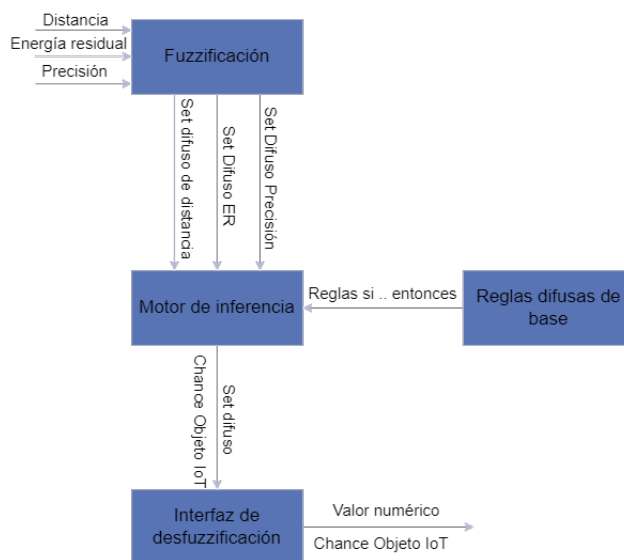 Distancia
Energía residual
Precisión
Fuzzificación
Set difuso de distancia
Set Difuso ER
Set Difuso Precisión
Motor de inferencia
Reglas si .. entonces
Reglas difusas de
base
Set difuso
Chance Objeto IoT
Interfaz de
desfuzzificación
Valor numérico
Chance Objeto IoT